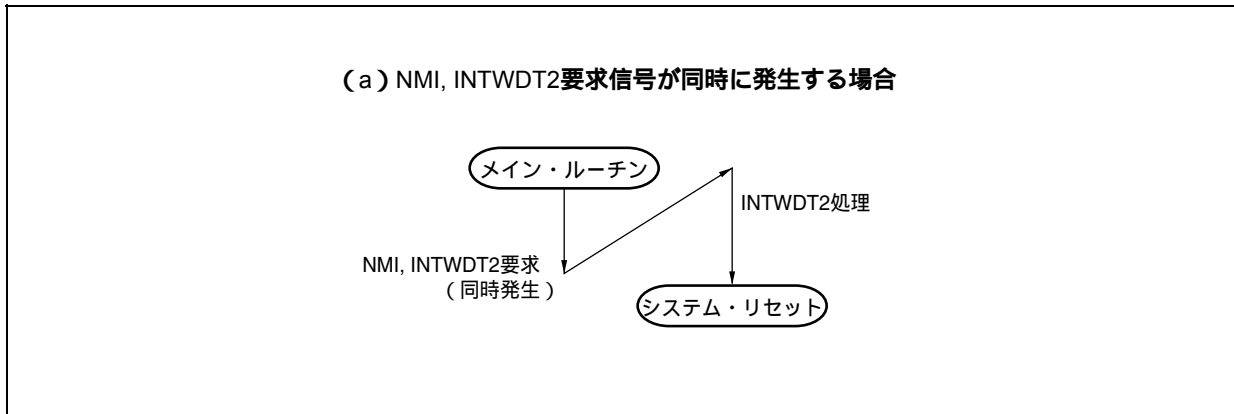 (a)NMI, INTWDT2要求信号が同時に発生する場合
メイン・ルーチン
INTWDT2処理
NMI, INTWDT2要求
(同時発生)
システム・リセット